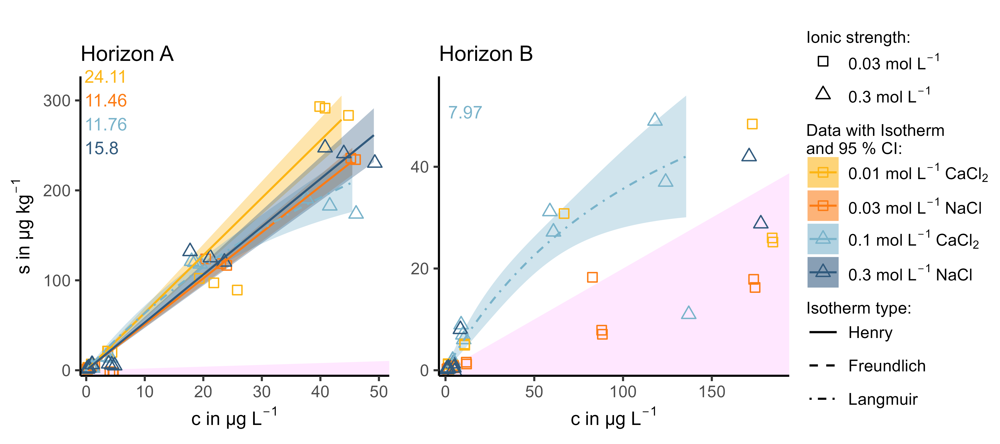 Horizon A
24.11
11.46
11.76
15.8
300
200
100
0
0 10 20 30 40 50
s in µg kg⁻¹
c in µg L⁻¹
Horizon B
7.97
40
20
0
0 50 100 150
c in µg L⁻¹
Ionic strength:
0.03 mol L⁻¹
0.3 mol L⁻¹
Data with Isotherm
and 95 % CI:
0.01 mol L⁻¹ CaCl₂
0.03 mol L⁻¹ NaCl
0.1 mol L⁻¹ CaCl₂
0.3 mol L⁻¹ NaCl
Isotherm type:
Henry
Freundlich
Langmuir